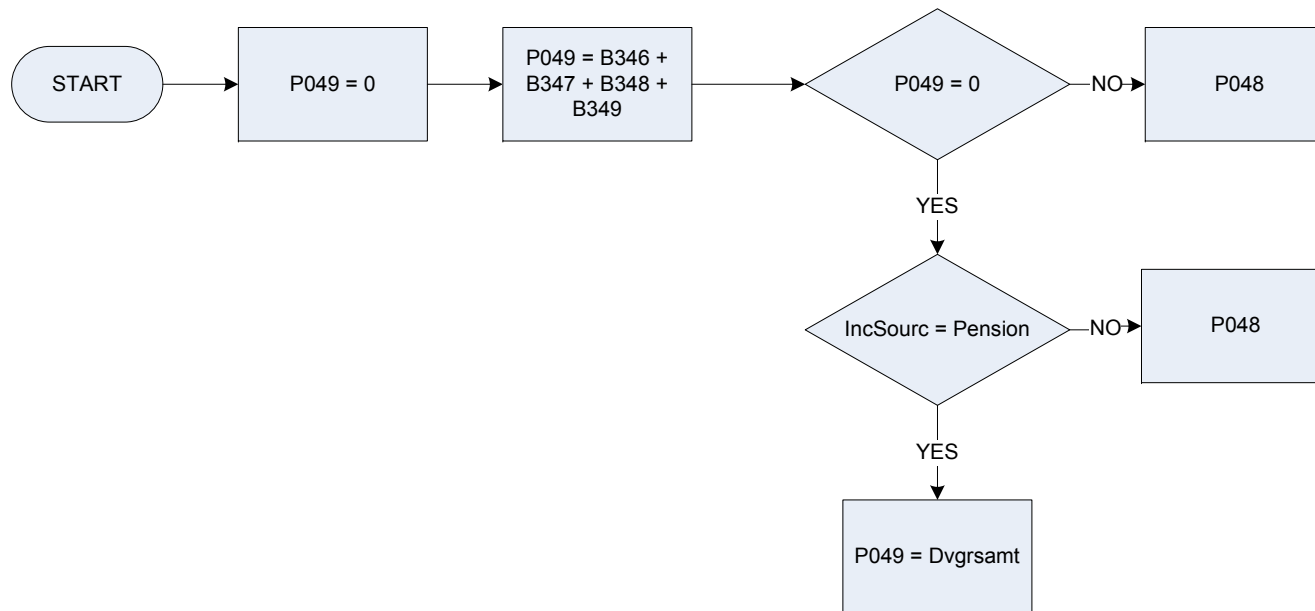 START
P049 = 0
P049 = B346 +
B347 + B348 +
B349
P049 = 0
NO
P048
YES
IncSourc = Pension
NO
P048
YES
P049 = Dvgrsamt